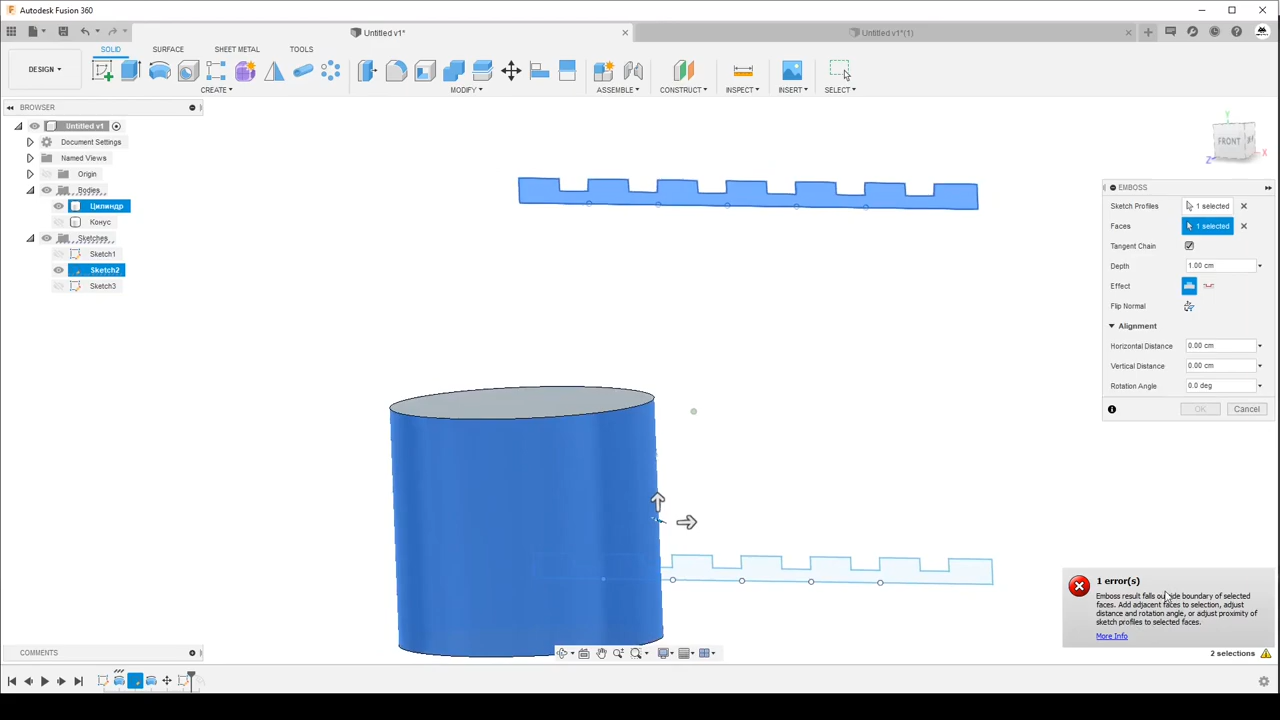 Autodesk Fusion 360
Untitled v1*
Untitled v1*(1)
DESIGN
SOLID
SURFACE
SHEET METAL
TOOLS
CREATE
MODIFY
ASSEMBLE
CONSTRUCT
INSPECT
INSERT
SELECT
BROWSER
Untitled v1
Document Settings
Named Views
Origin
Bodies
Цилиндр
Конус
Sketches
Sketch1
Sketch2
Sketch3
FRONT
Y
X
Z
EMBOSS
Sketch Profiles
1 selected
Faces
1 selected
Tangent Chain
Depth
1.00 cm
Effect
Flip Normal
Alignment
Horizontal Distance
0.00 cm
Vertical Distance
0.00 cm
Rotation Angle
0.0 deg
OK
Cancel
1 error(s)
Emboss result falls outside boundary of selected
faces. Add adjacent faces to selection, adjust
distance and rotation angle, or adjust proximity of
sketch profiles to selected faces.
More Info
2 selections
COMMENTS